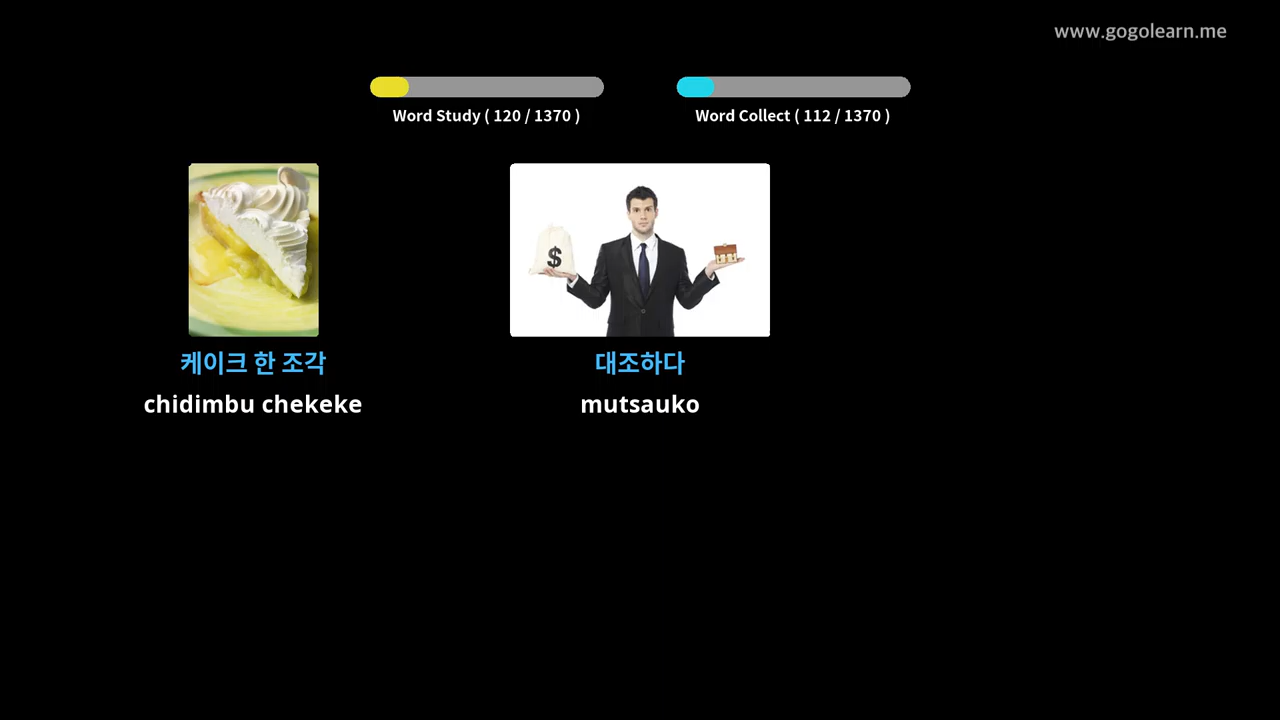 www.gogolearn.me
Word Study ( 120 / 1370 )
Word Collect ( 112 / 1370 )
$
케이크 한 조각
chidimbu chekeke
대조하다
mutsauko